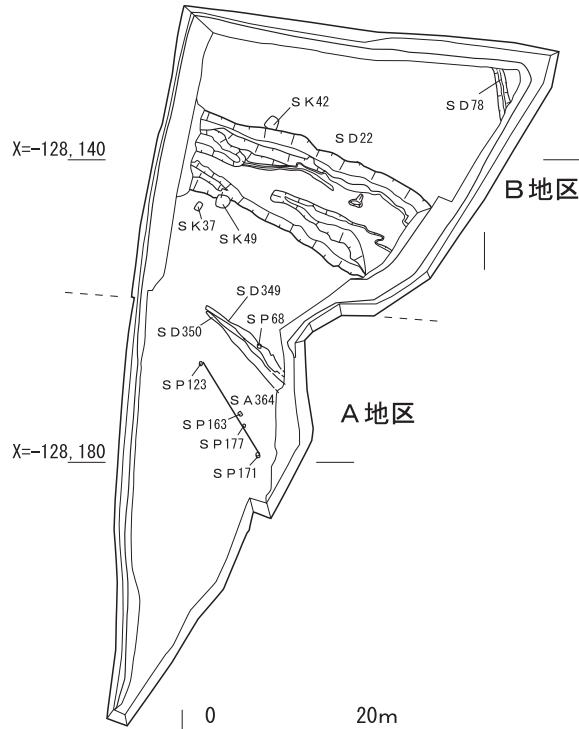 SK42
SD78
SD22
X=-128,140
B地区
SK37
SK49
SD349
SP68
SD350
SP123
A地区
SA364
SP163
SP177
X=-128,180
SP171
0 20m